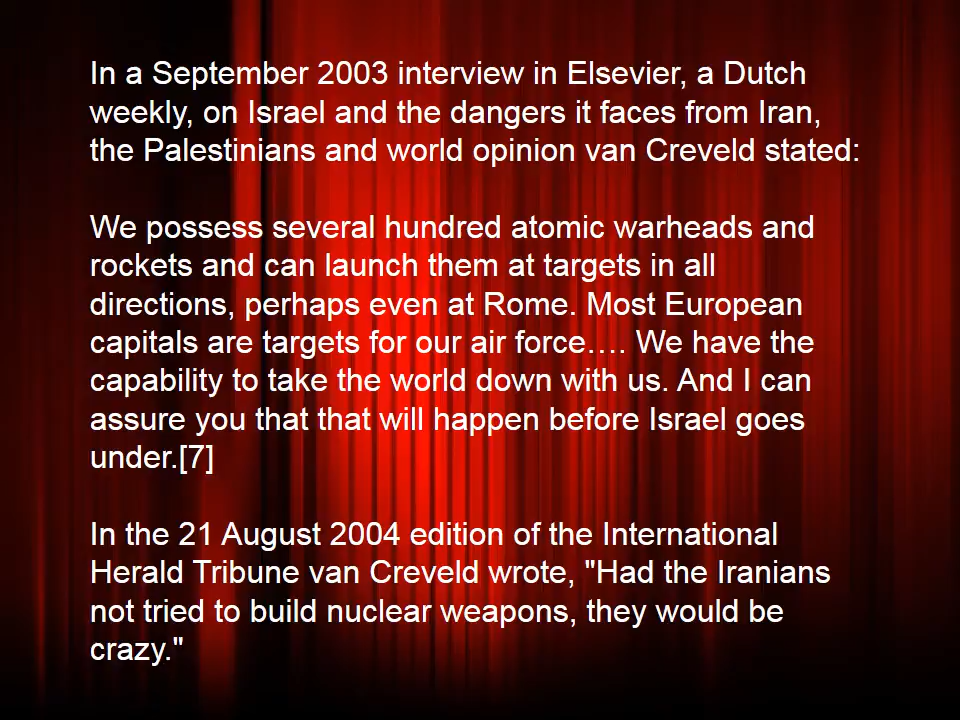 In a September 2003 interview in Elsevier, a Dutch
weekly, on Israel and the dangers it faces from Iran,
the Palestinians and world opinion van Creveld stated:
We possess several hundred atomic warheads and
rockets and can launch them at targets in all
directions, perhaps even at Rome. Most European
capitals are targets for our air force…. We have the
capability to take the world down with us. And I can
assure you that that will happen before Israel goes
under.[7]
In the 21 August 2004 edition of the International
Herald Tribune van Creveld wrote, "Had the Iranians
not tried to build nuclear weapons, they would be
crazy."